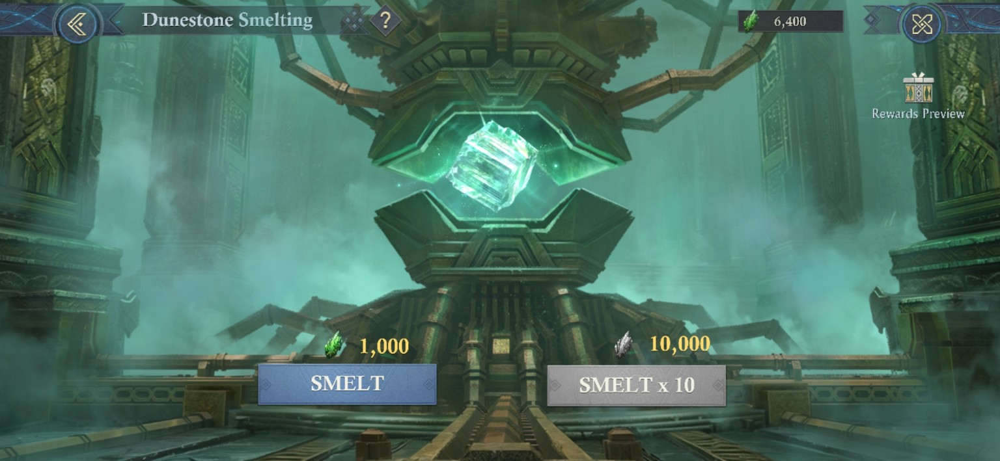 Dunestone Smelting
?
6,400
Rewards Preview
1,000
10,000
SMELT
SMELT x 10